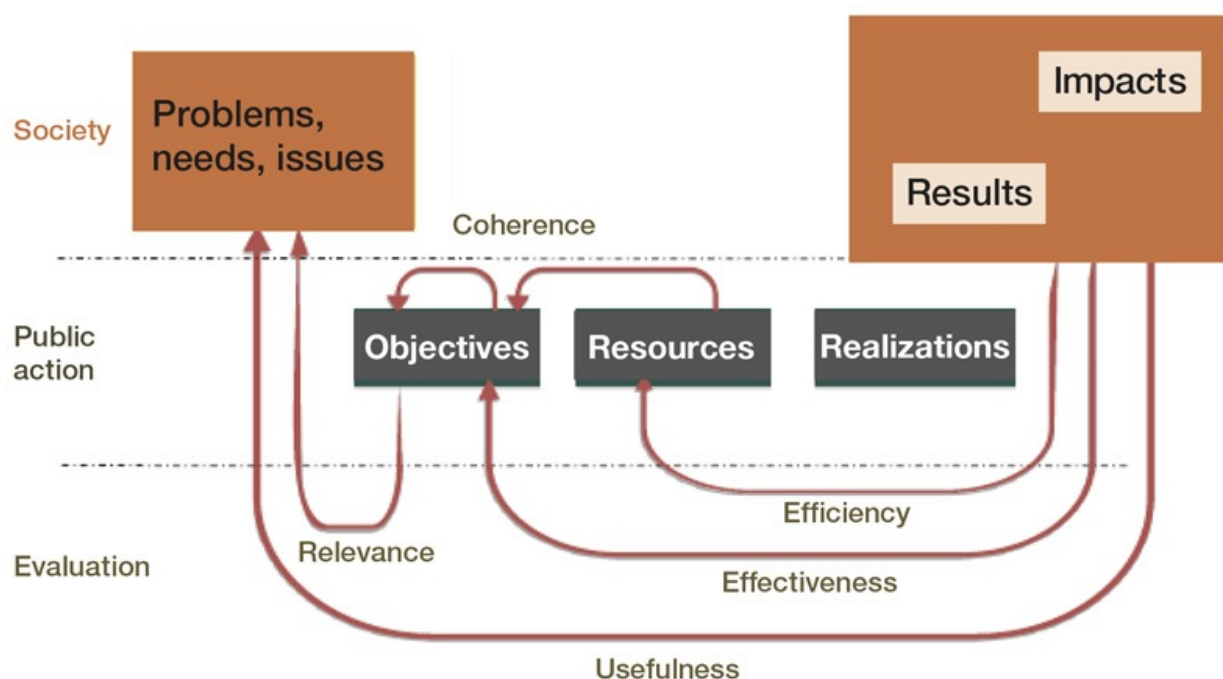 Impacts
Society
Problems,
needs, issues
Results
Coherence
Public
action
Objectives
Resources
Realizations
Efficiency
Relevance
Evaluation
Effectiveness
Usefulness